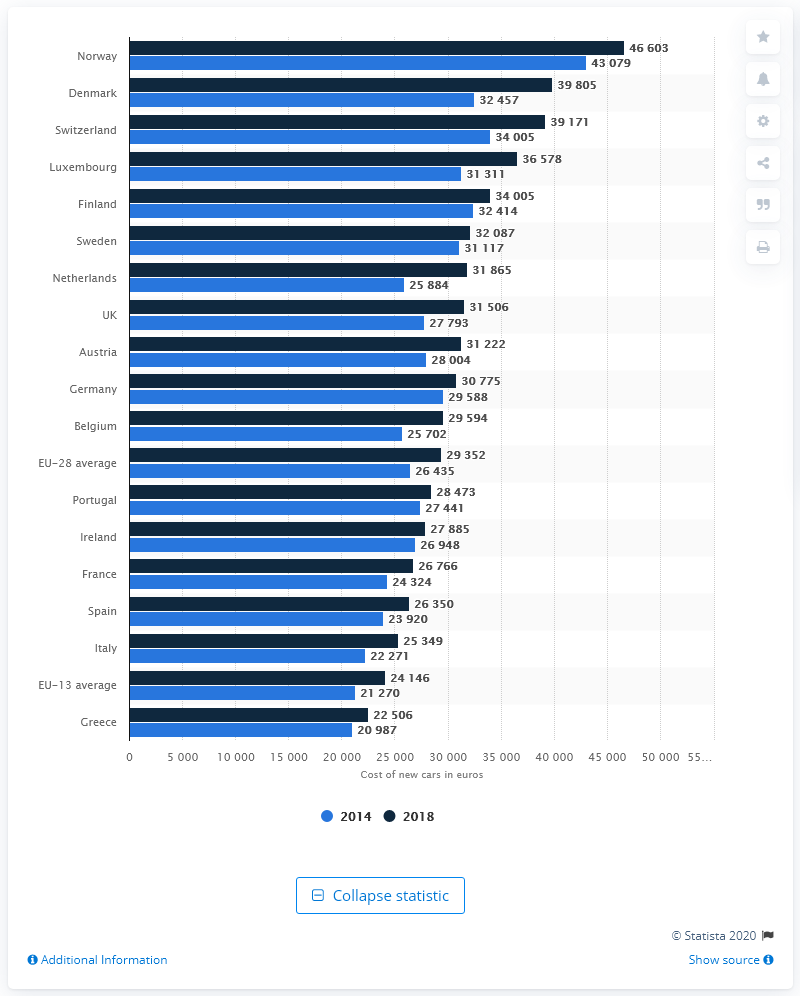 Norway 46 603
43 079
Denmark 39 805
32 457
Switzerland 39 171
34 005
Luxembourg 36 578
31 311
Finland 34 005
32 414
Sweden 32 087
31 117
Netherlands 31 865
25 884
UK 31 506
27 793
Austria 31 222
28 004
Germany 30 775
29 588
Belgium 29 594
25 702
EU-28 average 29 352
26 435
Portugal 28 473
27 441
Ireland 27 885
26 948
France 26 766
24 324
Spain 26 350
23 920
Italy 25 349
22 271
EU-13 average 24 146
21 270
Greece 22 506
20 987
0 5 000 10 000 15 000 20 000 25 000 30 000 35 000 40 000 45 000 50 000 55...
Cost of new cars in euros
2014 2018
Collapse statistic
© Statista 2020
Additional Information Show source